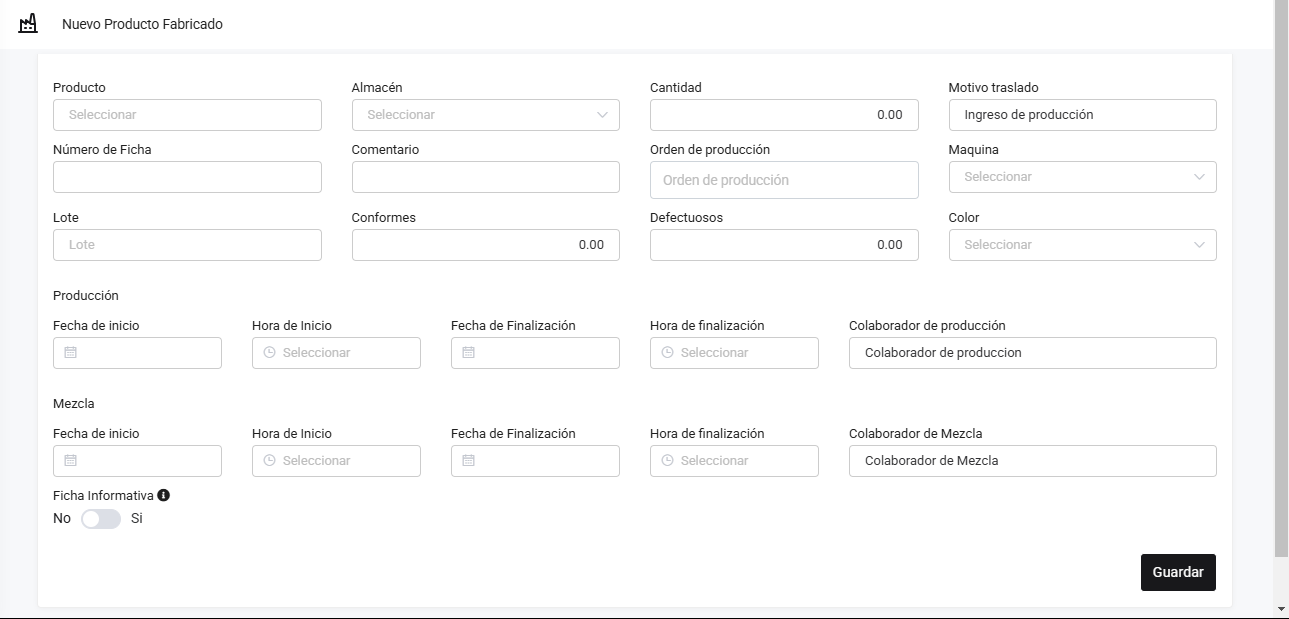 Nuevo Producto Fabricado
Producto Almacén Cantidad Motivo traslado
Seleccionar Seleccionar 0.00 Ingreso de producción
Número de Ficha Comentario Orden de producción Maquina
Orden de producción Seleccionar
Lote Conformes Defectuosos Color
Lote 0.00 0.00 Seleccionar
Producción
Fecha de inicio Hora de Inicio Fecha de Finalización Hora de finalización Colaborador de producción
Seleccionar Seleccionar Colaborador de produccion
Mezcla
Fecha de inicio Hora de Inicio Fecha de Finalización Hora de finalización Colaborador de Mezcla
Seleccionar Seleccionar Colaborador de Mezcla
Ficha Informativa
No Si
Guardar